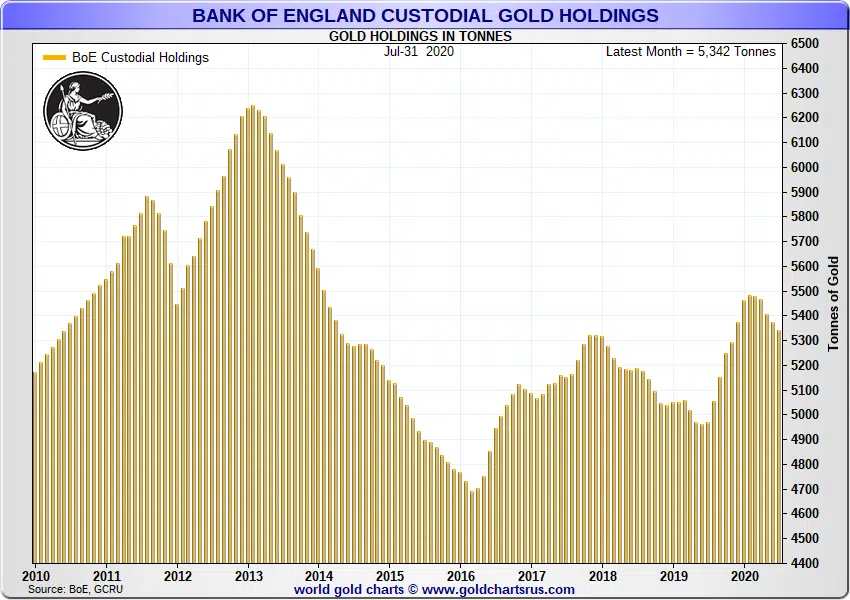 BANK OF ENGLAND CUSTODIAL GOLD HOLDINGS
GOLD HOLDINGS IN TONNES
Jul-31 2020
Latest Month = 5,342 Tonnes
BoE Custodial Holdings
6500
6400
6300
6200
6100
6000
5900
5800
5700
5600
5500
5400
5300
5200
5100
5000
4900
4800
4700
4600
4500
4400
Tonnes of Gold
2010 2011 2012 2013 2014 2015 2016 2017 2018 2019 2020
Source: BoE, GCRU
world gold charts © www.goldchartsrus.com